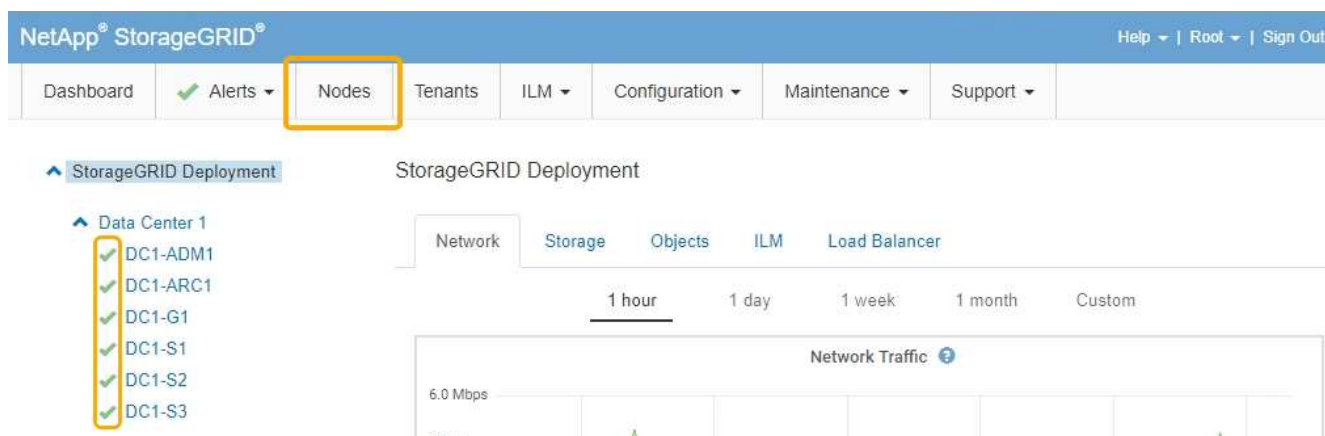 NetApp® StorageGRID®
Help | Root | Sign Out
Dashboard Alerts Nodes Tenants ILM Configuration Maintenance Support
StorageGRID Deployment
StorageGRID Deployment
Data Center 1
DC1-ADM1
DC1-ARC1
DC1-G1
DC1-S1
DC1-S2
DC1-S3
Network Storage Objects ILM Load Balancer
1 hour 1 day 1 week 1 month Custom
Network Traffic
6.0 Mbps